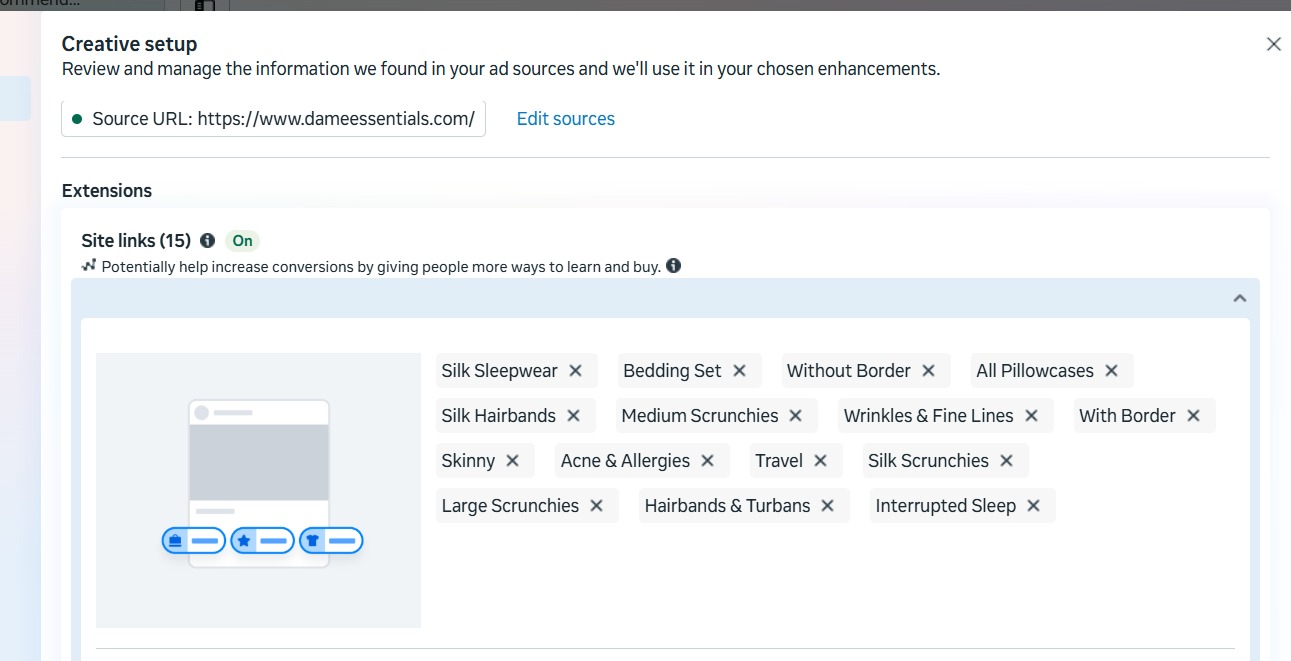 Creative setup
Review and manage the information we found in your ad sources and we'll use it in your chosen enhancements.
Source URL: https://www.dameessentials.com/ Edit sources
Extensions
Site links (15) On
Potentially help increase conversions by giving people more ways to learn and buy.
Silk Sleepwear Bedding Set Without Border All Pillowcases
Silk Hairbands Medium Scrunchies Wrinkles & Fine Lines With Border
Skinny Acne & Allergies Travel Silk Scrunchies
Large Scrunchies Hairbands & Turbans Interrupted Sleep